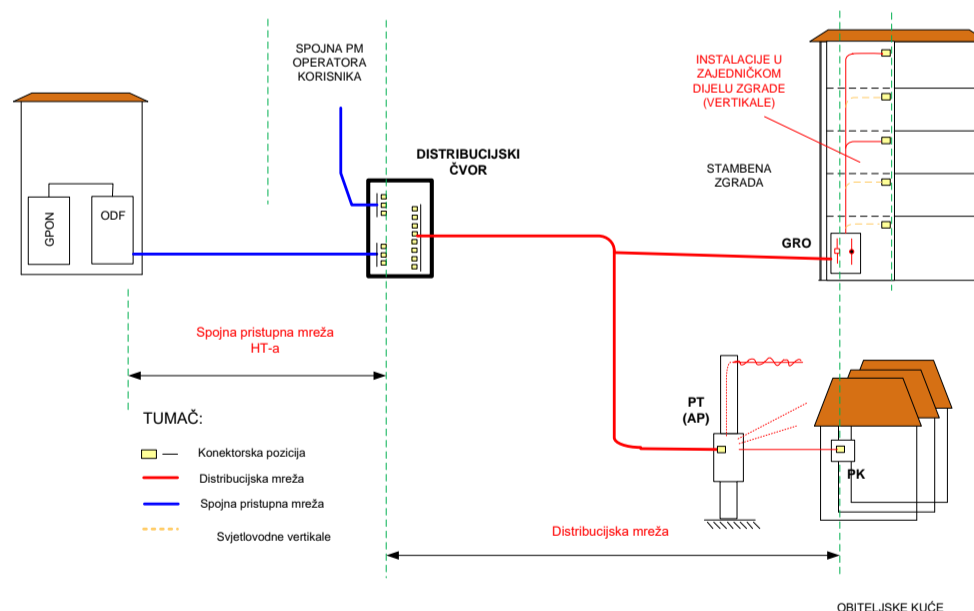 SPOJNA PM
OPERATORA
KORISNIKA
INSTALACIJE U
ZAJEDNIČKOM
DIJELU ZGRADE
(VERTIKALE)
DISTRIBUCIJSKI
ČVOR
STAMBENA
ZGRADA
GPON
ODF
GRO
Spojna pristupna mreža
HT-a
PT
(AP)
PK
TUMAČ:
Konektorska pozicija
Distribucijska mreža
Spojna pristupna mreža
Svjetlovodne vertikale
Distribucijska mreža
OBITELJSKE KUĆE